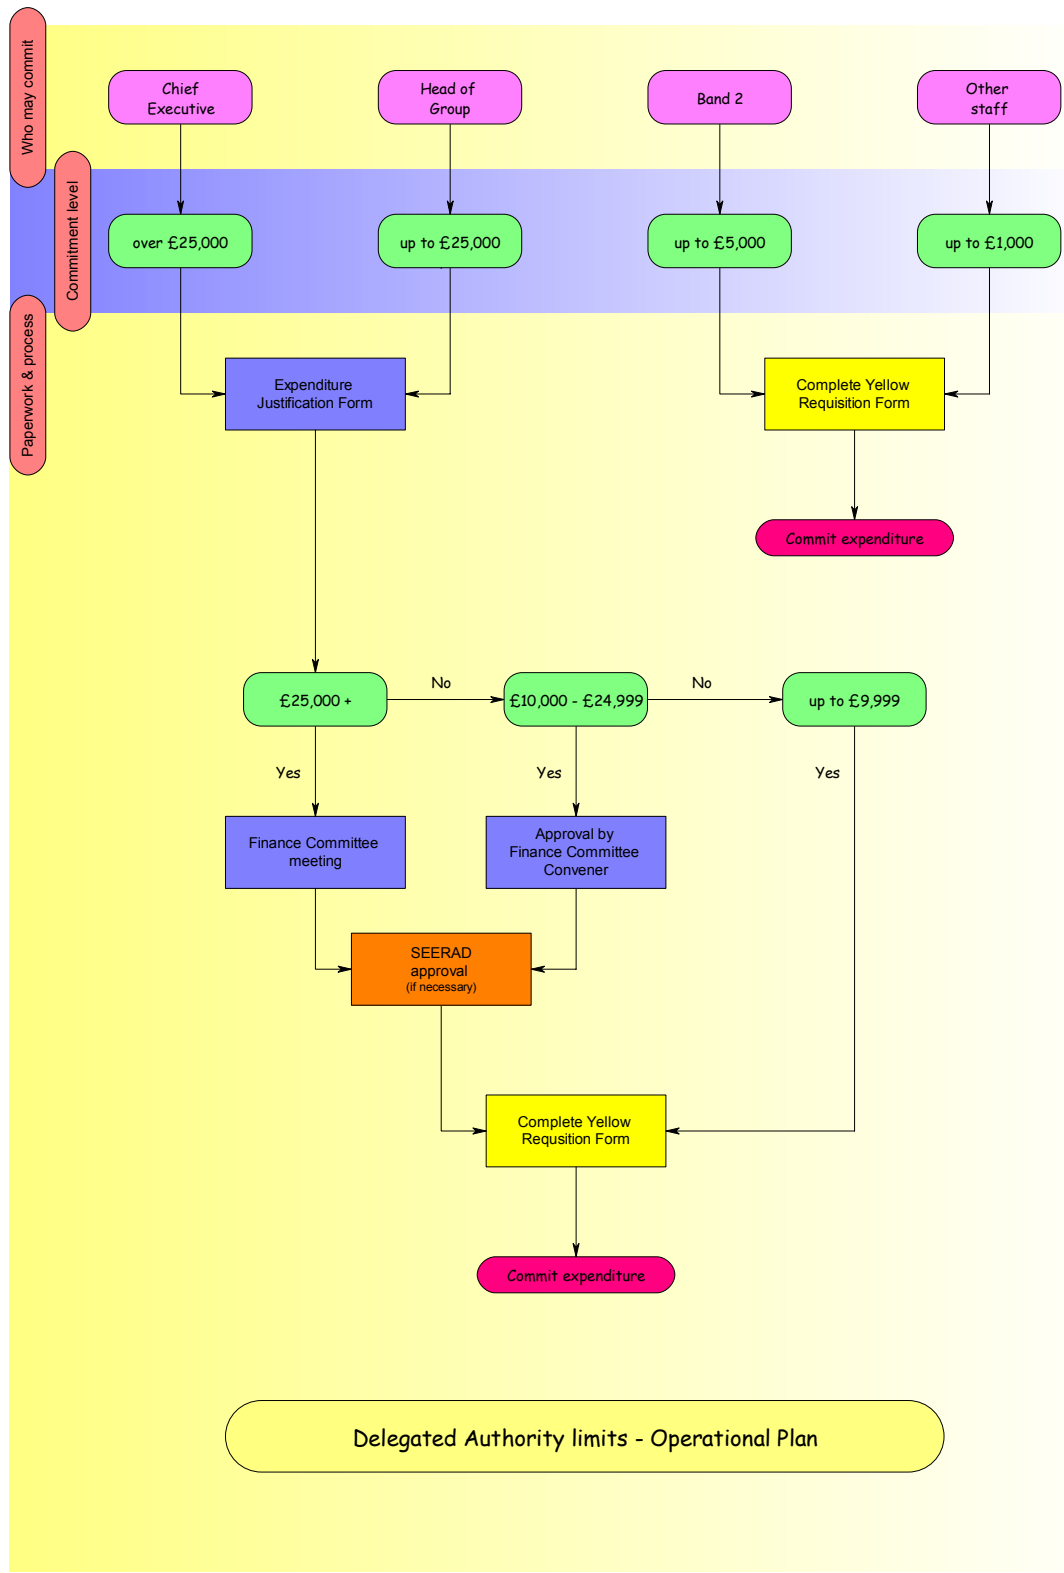 Who may commit
Chief
Executive
Head of
Group
Band 2
Other
staff
Commitment level
over £25,000
up to £25,000
up to £5,000
up to £1,000
Paperwork & process
Expenditure
Justification Form
Complete Yellow
Requisition Form
Commit expenditure
£25,000 +
No
£10,000 - £24,999
No
up to £9,999
Yes
Yes
Yes
Finance Committee
meeting
Approval by
Finance Committee
Convener
SEERAD
approval
(if necessary)
Complete Yellow
Requsition Form
Commit expenditure
Delegated Authority limits - Operational Plan